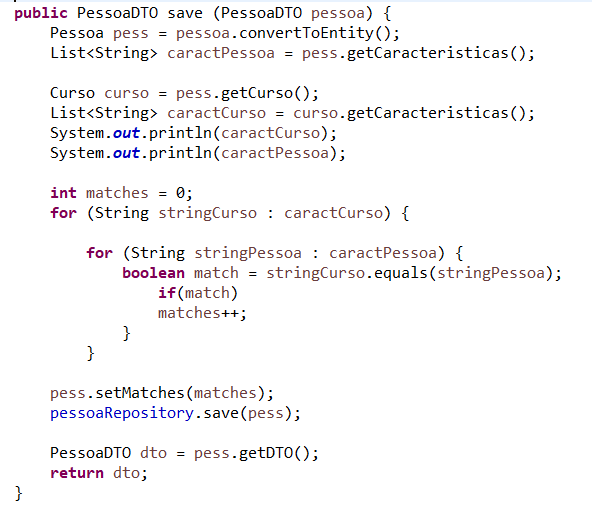 public PessoaDTO save (PessoaDTO pessoa) {
    Pessoa pess = pessoa.convertToEntity();
    List<String> caractPessoa = pess.getCaracteristicas();

    Curso curso = pess.getCurso();
    List<String> caractCurso = curso.getCaracteristicas();
    System.out.println(caractCurso);
    System.out.println(caractPessoa);

    int matches = 0;
    for (String stringCurso : caractCurso) {

        for (String stringPessoa : caractPessoa) {
            boolean match = stringCurso.equals(stringPessoa);
                if(match)
                matches++;
            }
        }

    pess.setMatches(matches);
    pessoaRepository.save(pess);

    PessoaDTO dto = pess.getDTO();
    return dto;
}